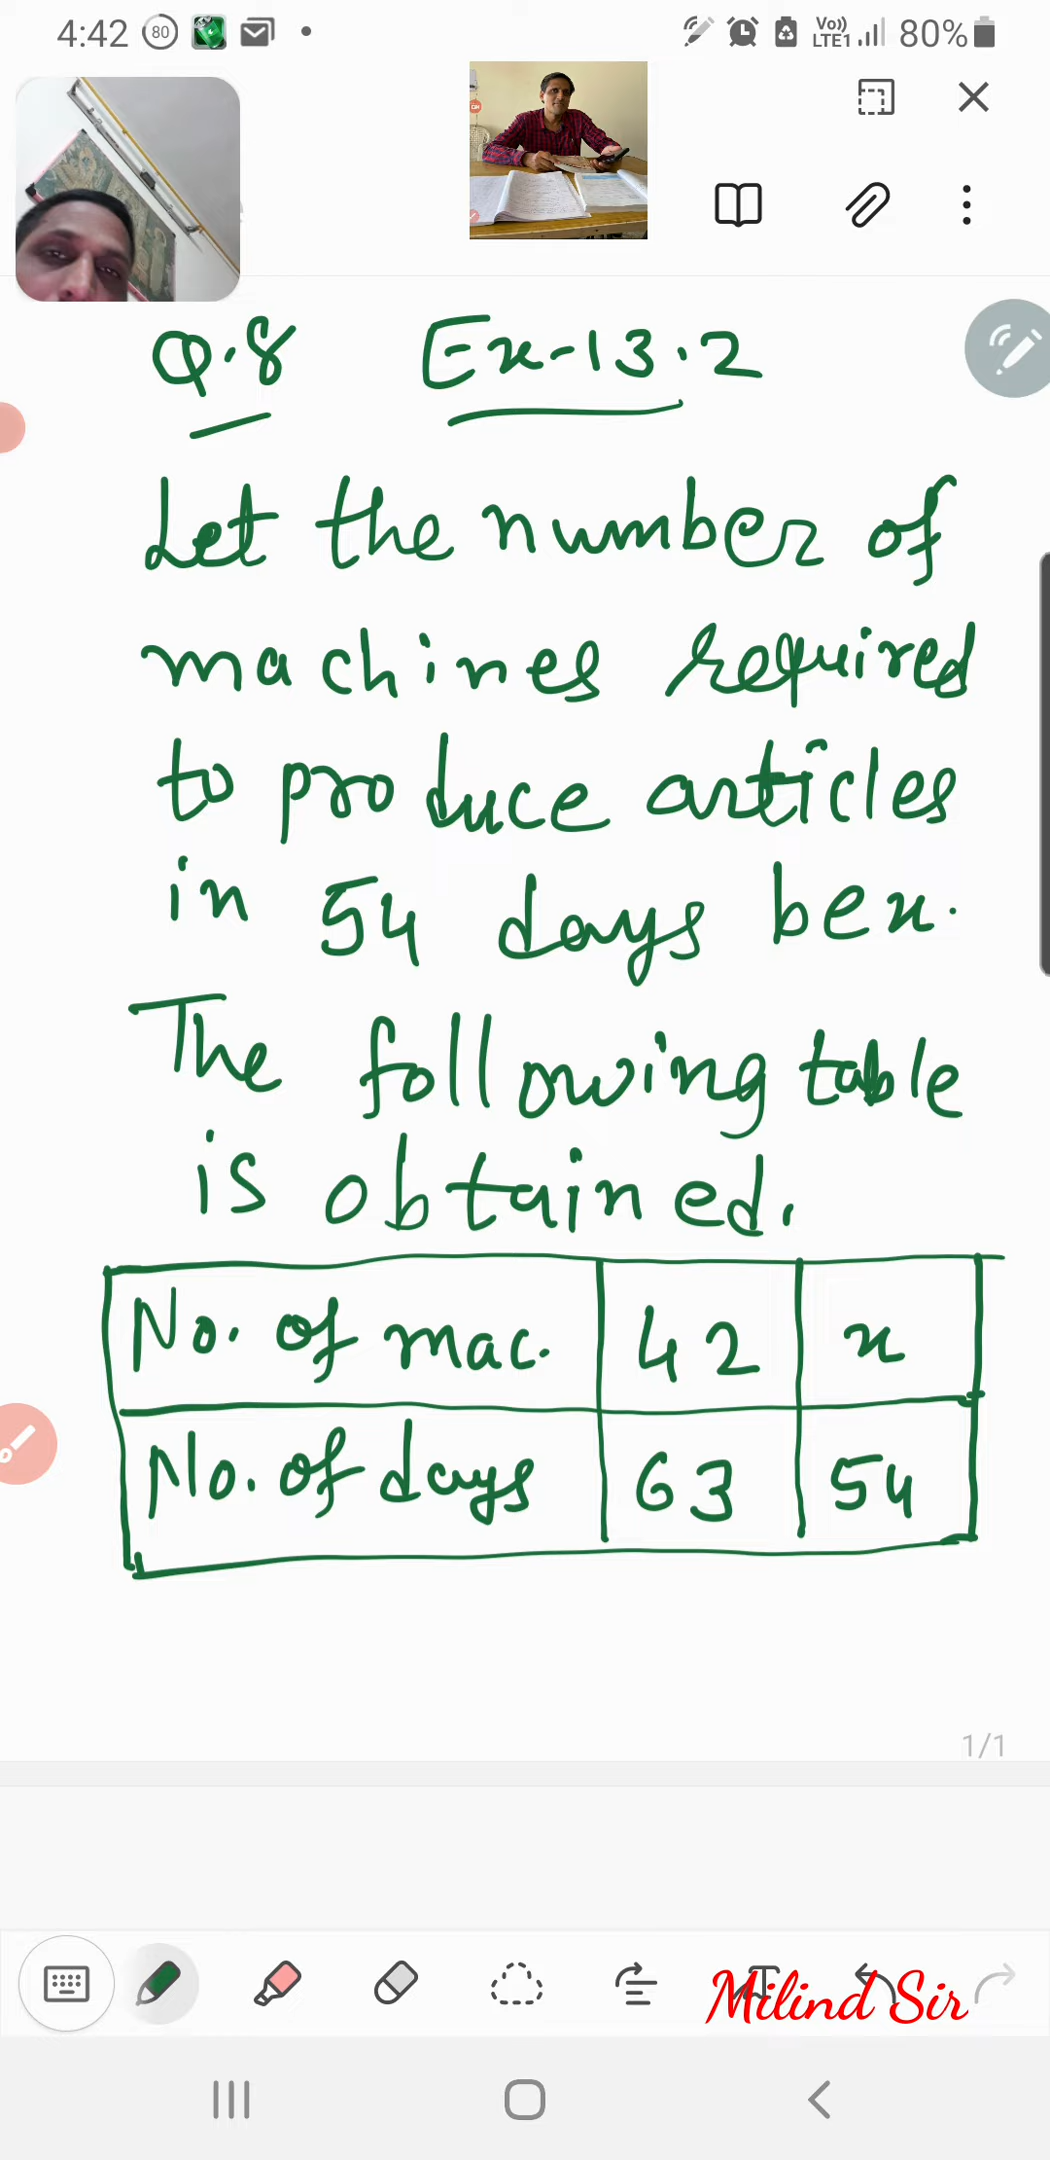 4:42 80 Vo)) LTE1 80%
Q.8 Ex-13.2
Let the number of
machines required
to produce articles
in 54 days be x.
The following table
is obtained.
No. of mac. 42 x
No. of days 63 54
1/1
T
Milind Sir